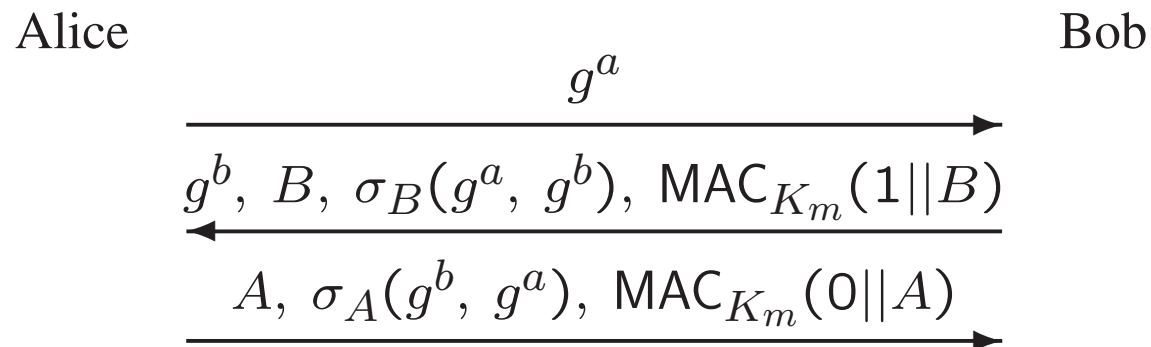 Alice Bob
g^a
g^b, B, σ_B(g^a, g^b), MAC_{K_m}(1||B)
A, σ_A(g^b, g^a), MAC_{K_m}(0||A)